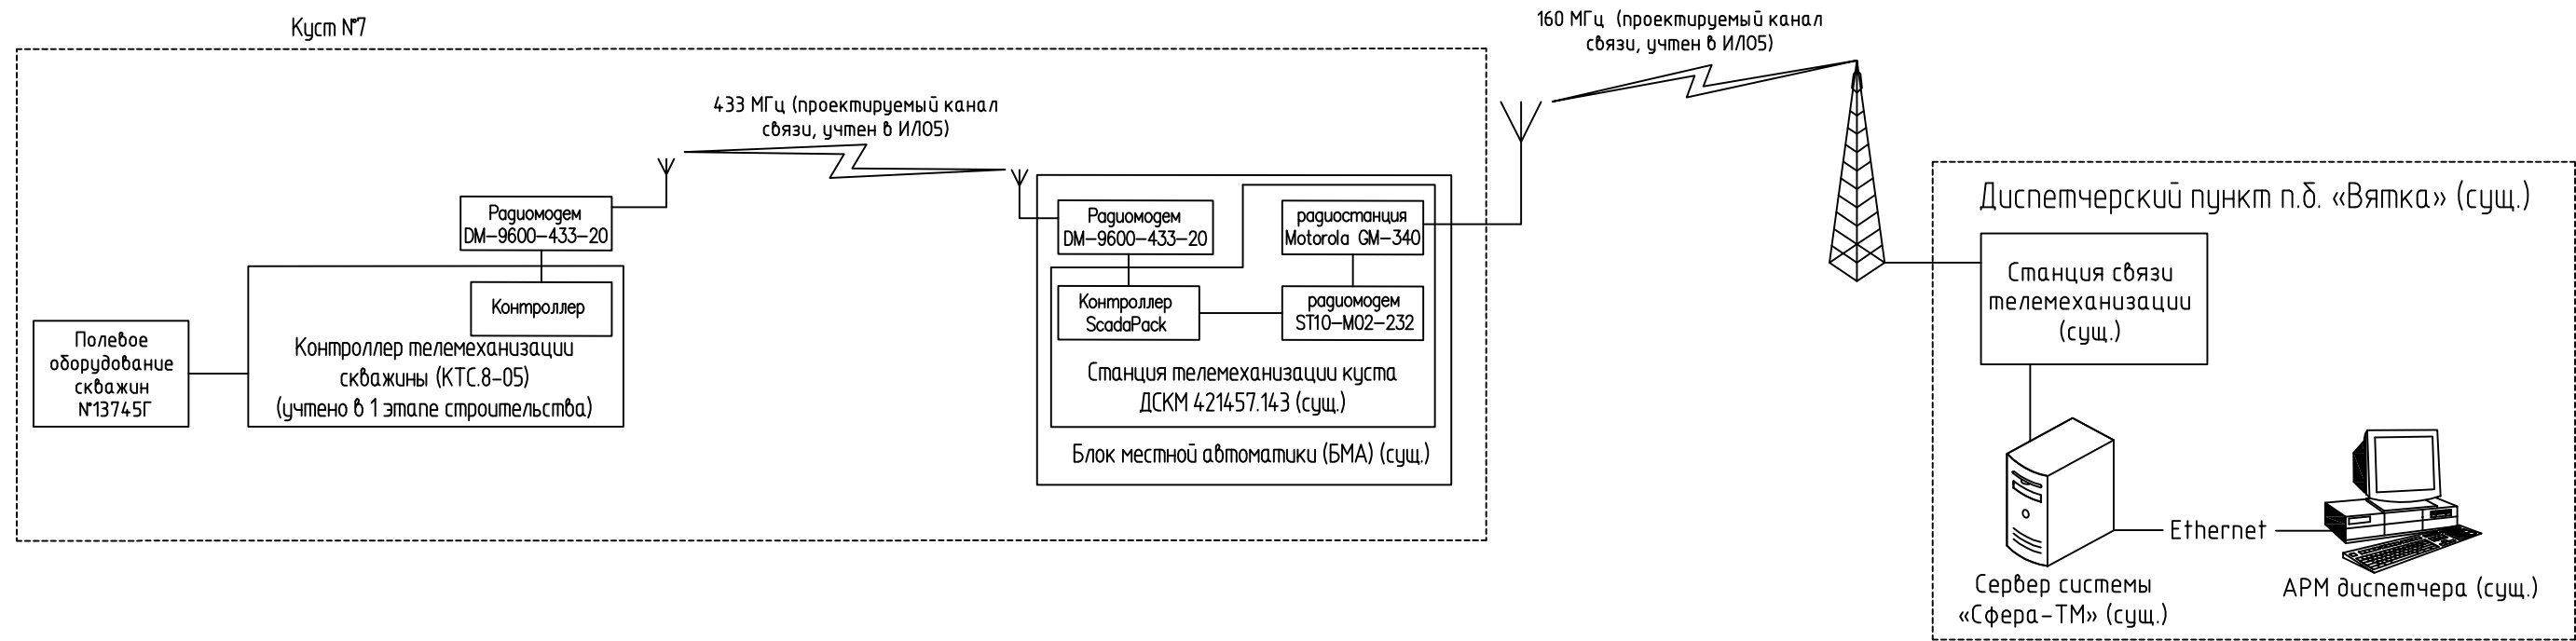 Куст №7
160 МГц (проектируемый канал
связи, учтен в ИЛО5)
433 МГц (проектируемый канал
связи, учтен в ИЛО5)
Радиомодем
DM-9600-433-20
Контроллер
Полевое
оборудование
скважин
№13745Г
Контроллер телемеханизации
скважины (КТС.8-05)
(учтено в 1 этапе строительства)
Радиомодем
DM-9600-433-20
радиостанция
Motorola GM-340
Контроллер
ScadaPack
радиомодем
ST10-M02-232
Станция телемеханизации куста
ДСКМ 421457.143 (сущ.)
Блок местной автоматики (БМА) (сущ.)
Диспетчерский пункт п.б. «Вятка» (сущ.)
Станция связи
телемеханизации
(сущ.)
Ethernet
Сервер системы
«Сфера-ТМ» (сущ.)
АРМ диспетчера (сущ.)